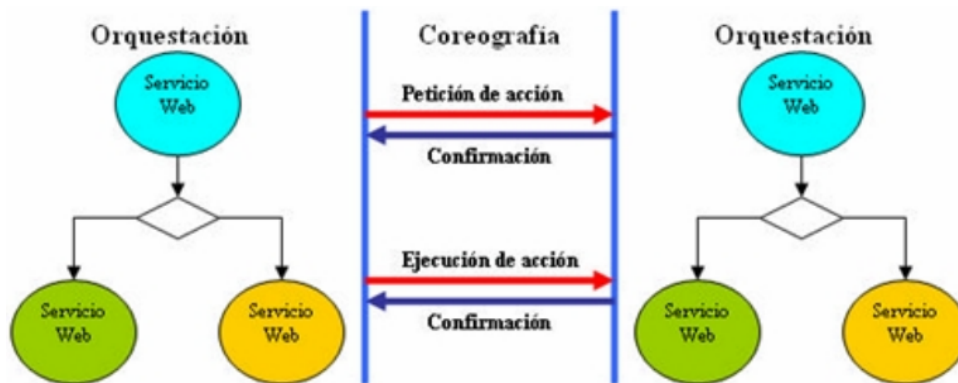 Orquestación
Coreografía
Orquestación
Servicio
Web
Petición de acción
Confirmación
Servicio
Web
Ejecución de acción
Confirmación
Servicio
Web
Servicio
Web
Servicio
Web
Servicio
Web